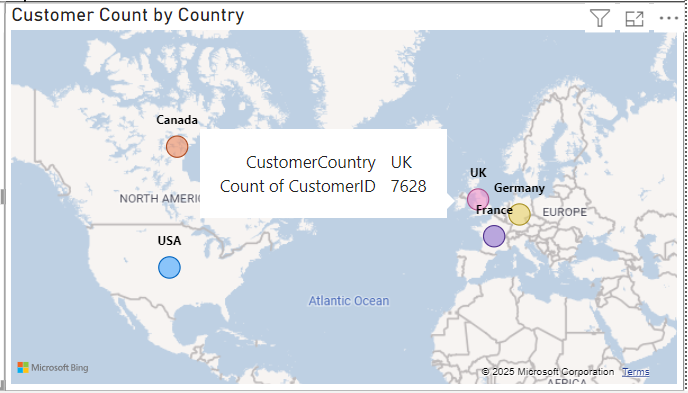 Customer Count by Country
Canada
CustomerCountry UK
Count of CustomerID 7628
UK
Germany
NORTH AMERI
France
EUROPE
USA
Atlantic Ocean
Microsoft Bing
© 2025 Microsoft Corporation Terms
AFRICA